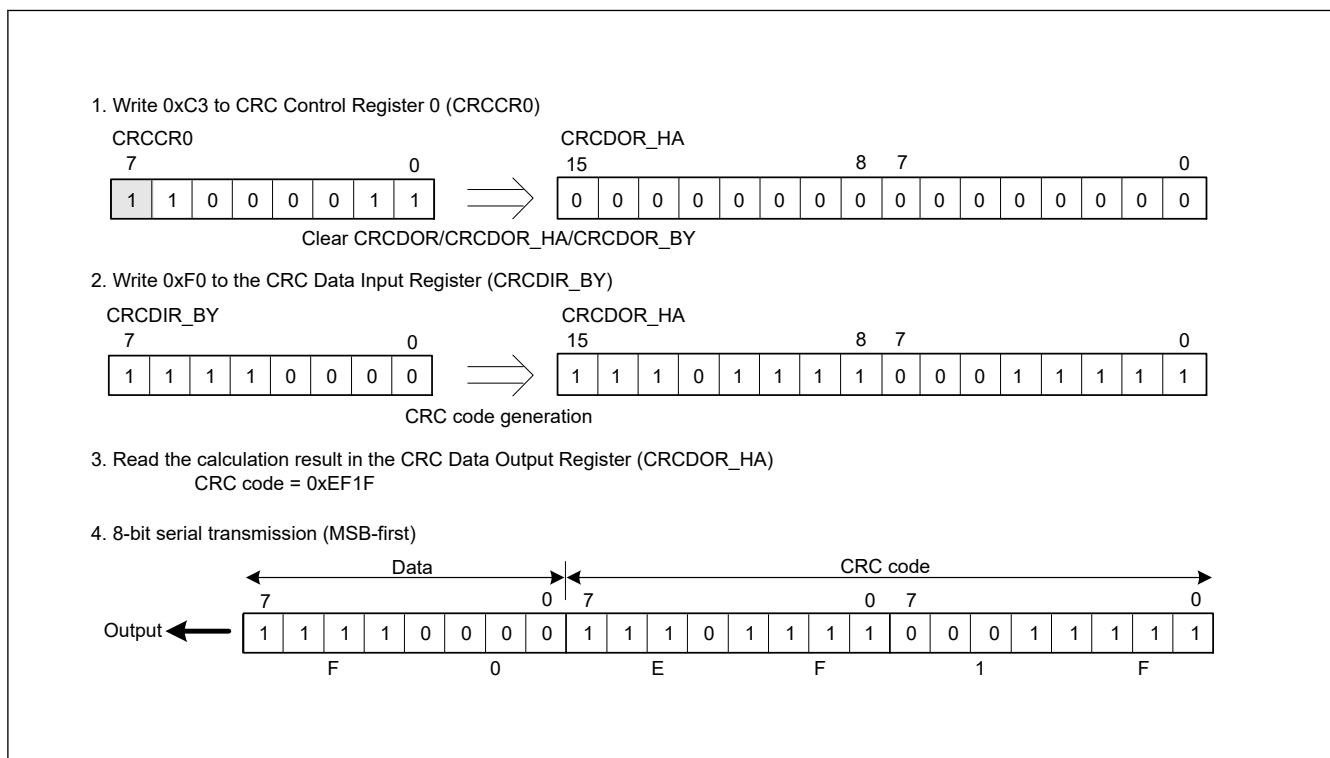 1. Write 0xC3 to CRC Control Register 0 (CRCCR0)
CRCCR0 CRCDOR_HA
7 0 15 8 7 0
1 1 0 0 0 0 1 1 0 0 0 0 0 0 0 0 0 0 0 0 0 0 0 0
Clear CRCDOR/CRCDOR_HA/CRCDOR_BY
2. Write 0xF0 to the CRC Data Input Register (CRCDIR_BY)
CRCDIR_BY CRCDOR_HA
7 0 15 8 7 0
1 1 1 1 0 0 0 0 1 1 1 0 1 1 1 1 0 0 0 1 1 1 1 1
CRC code generation
3. Read the calculation result in the CRC Data Output Register (CRCDOR_HA)
CRC code = 0xEF1F
4. 8-bit serial transmission (MSB-first)
Data CRC code
7 0 7 0 7 0
Output 1 1 1 1 0 0 0 0 1 1 1 0 1 1 1 1 0 0 0 1 1 1 1 1
F 0 E F 1 F